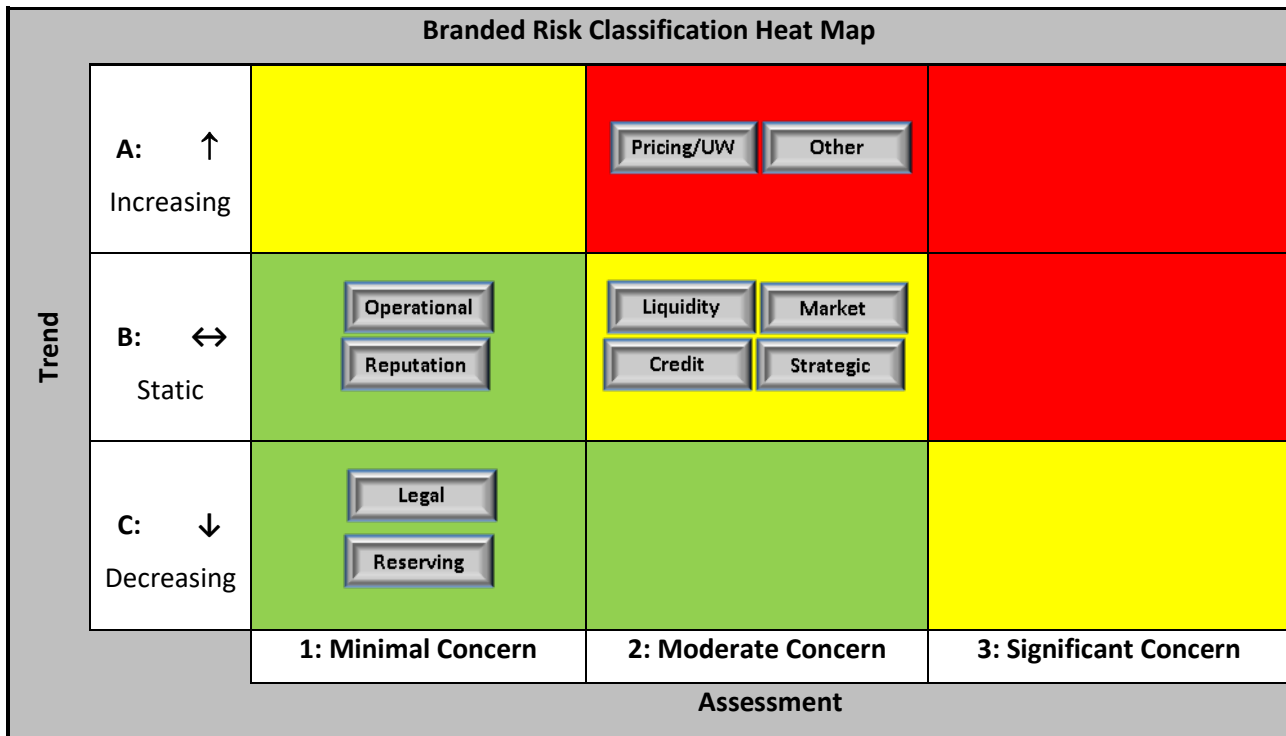 Branded Risk Classification Heat Map
Trend
A: ↑
Increasing
Pricing/UW Other
B: ↔
Static
Operational
Reputation
Liquidity Market
Credit Strategic
C: ↓
Decreasing
Legal
Reserving
1: Minimal Concern 2: Moderate Concern 3: Significant Concern
Assessment